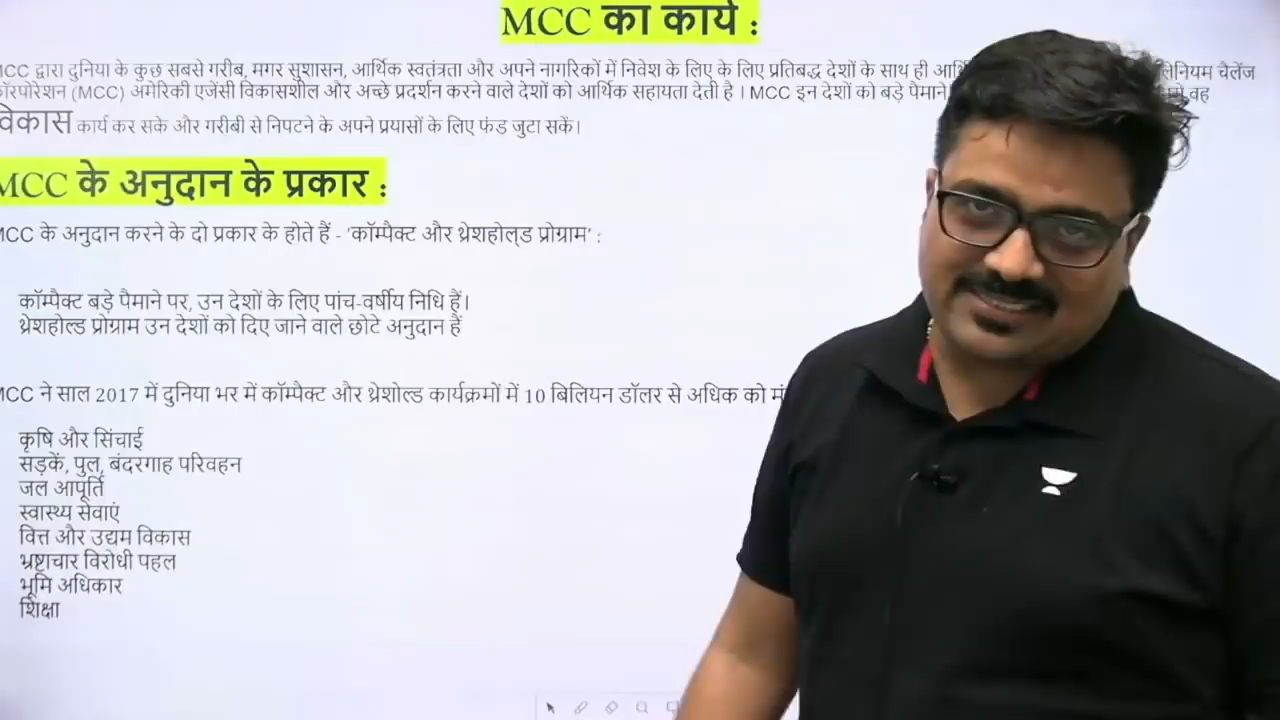 MCC का कार्य :
MCC द्वारा दुनिया के कुछ सबसे गरीब, मगर सुशासन, आर्थिक स्वतंत्रता और अपने नागरिकों में निवेश के लिए के लिए प्रतिबद्ध देशों के साथ ही चैलेंज
कॉरपोरेशन (MCC) अमेरिकी एजेंसी विकासशील और अच्छे प्रदर्शन करने वाले देशों को आर्थिक सहायता देती है । MCC इन देशों को बड़े पैमाने वह
विकास कार्य कर सके और गरीबी से निपटने के अपने प्रयासों के लिए फंड जुटा सकें।
MCC के अनुदान के प्रकार :
MCC के अनुदान करने के दो प्रकार के होते हैं - 'कॉम्पैक्ट और थ्रेशहोल्ड प्रोग्राम' :
कॉम्पैक्ट बड़े पैमाने पर, उन देशों के लिए पांच-वर्षीय निधि हैं।
थ्रेशहोल्ड प्रोग्राम उन देशों को दिए जाने वाले छोटे अनुदान हैं
MCC ने साल 2017 में दुनिया भर में कॉम्पैक्ट और थ्रेशोल्ड कार्यक्रमों में 10 बिलियन डॉलर से अधिक को
कृषि और सिंचाई
सड़कें, पुल, बंदरगाह परिवहन
जल आपूर्ति
स्वास्थ्य सेवाएं
वित्त और उद्यम विकास
भ्रष्टाचार विरोधी पहल
भूमि अधिकार
शिक्षा